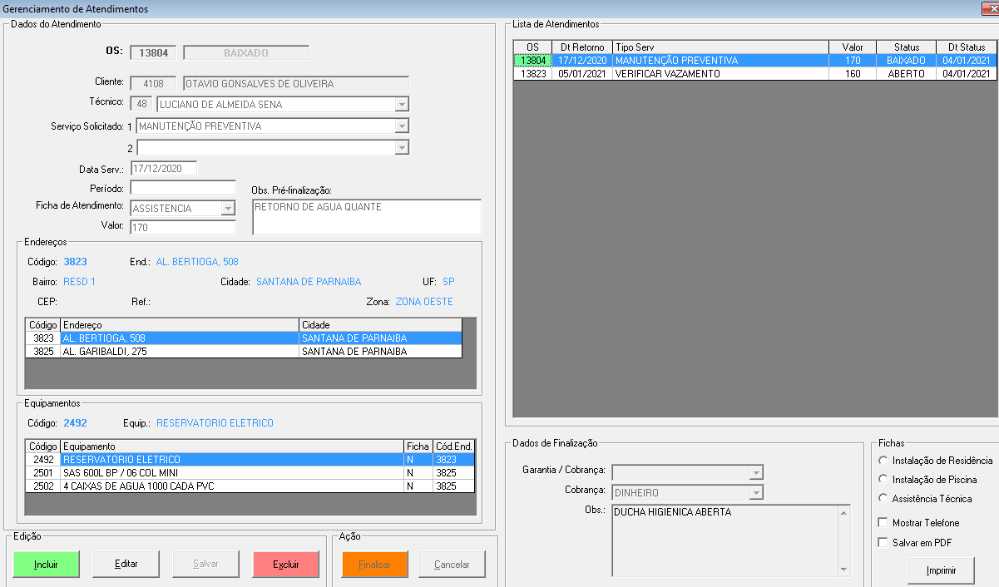 Gerenciamento de Atendimentos
Dados do Atendimento
OS: 13804 BAIXADO
Cliente: 4108 OTAVIO GONSALVES DE OLIVEIRA
Técnico: 48 LUCIANO DE ALMEIDA SENA
Serviço Solicitado: 1 MANUTENÇÃO PREVENTIVA
2
Data Serv.: 17/12/2020
Período:
Ficha de Atendimento: ASSISTENCIA
Valor: 170
Obs. Pré-finalização:
RETORNO DE AGUA QUANTE
Endereços
Código: 3823 End.: AL. BERTIOGA, 508
Bairro: RESD 1 Cidade: SANTANA DE PARNAIBA UF: SP
CEP: Ref.: Zona: ZONA OESTE
Código Endereço Cidade
3823 AL. BERTIOGA, 508 SANTANA DE PARNAIBA
3825 AL. GARIBALDI, 275 SANTANA DE PARNAIBA
Equipamentos
Código: 2492 Equip.: RESERVATORIO ELETRICO
Código Equipamento Ficha Cód.End.
2492 RESERVATORIO ELETRICO N 3823
2501 SAS 600L BP / 06 COL MINI N 3825
2502 4 CAIXAS DE AGUA 1000 CADA PVC N 3825
Edição
Incluir Editar Salvar Excluir
Ação
Finalizar Cancelar
Lista de Atendimentos
OS Dt Retorno Tipo Serv Valor Status Dt Status
13804 17/12/2020 MANUTENÇÃO PREVENTIVA 170 BAIXADO 04/01/2021
13823 05/01/2021 VERIFICAR VAZAMENTO 160 ABERTO 04/01/2021
Dados de Finalização
Garantia / Cobrança:
Cobrança: DINHEIRO
Obs.: DUCHA HIGIENICA ABERTA
Fichas
Instalação de Residência
Instalação de Piscina
Assistência Técnica
Mostrar Telefone
Salvar em PDF
Imprimir